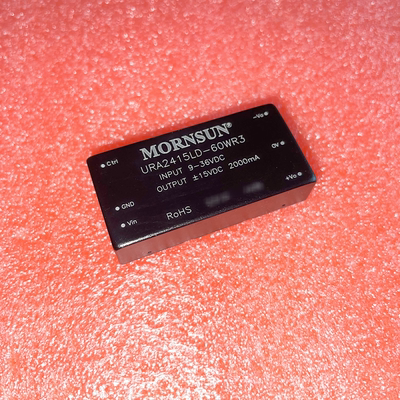 MORNSUN®
URA2415LD-60WR3
INPUT 9-36VDC
OUTPUT ±15VDC 2000mA
RoHS
Ctrl
GND
Vin
-Vo
0V
+Vo